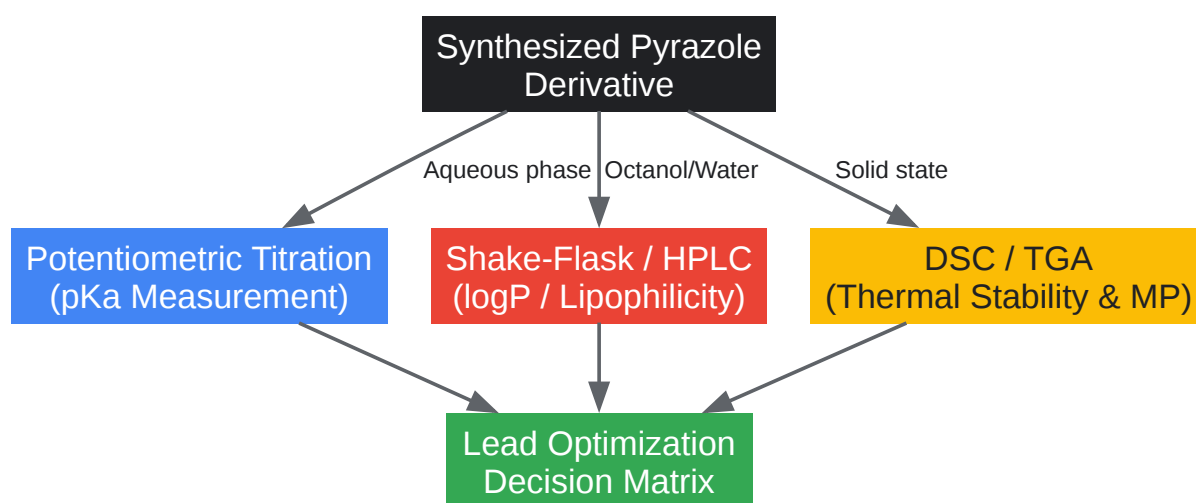 Synthesized Pyrazole
Derivative
Aqueous phase
Octanol/Water
Solid state
Potentiometric Titration
(pKa Measurement)
Shake-Flask / HPLC
(logP / Lipophilicity)
DSC / TGA
(Thermal Stability & MP)
Lead Optimization
Decision Matrix